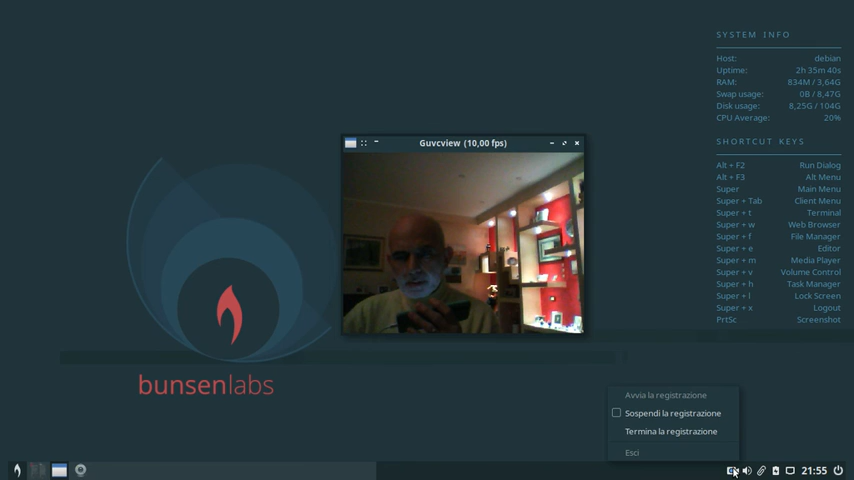 SYSTEM INFO
Host: debian
Uptime: 2h 35m 40s
RAM: 834M / 3,64G
Swap usage: 0B / 8,47G
Disk usage: 8,25G / 104G
CPU Average: 20%
SHORTCUT KEYS
Alt + F2 Run Dialog
Alt + F3 Alt Menu
Super Main Menu
Super + Tab Client Menu
Super + t Terminal
Super + w Web Browser
Super + f File Manager
Super + e Editor
Super + m Media Player
Super + v Volume Control
Super + h Task Manager
Super + l Lock Screen
Super + x Logout
PrtSc Screenshot
Guvcview (10,00 fps)
bunsenlabs
Avvia la registrazione
Sospendi la registrazione
Termina la registrazione
Esci
21:55